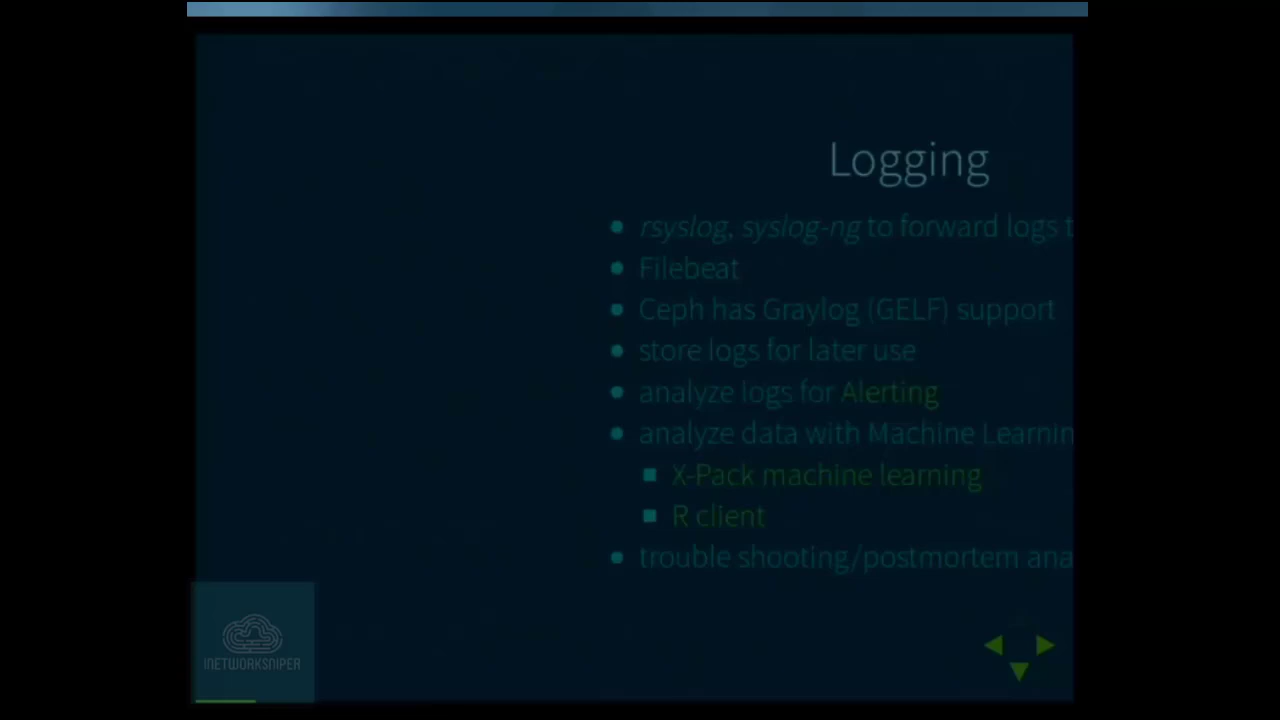 Logging
rsyslog, syslog-ng to forward logs t
Filebeat
Ceph has Graylog (GELF) support
store logs for later use
analyze logs for Alerting
analyze data with Machine Learnin
X-Pack machine learning
R client
trouble shooting/postmortem ana
INETWORKSNIPER